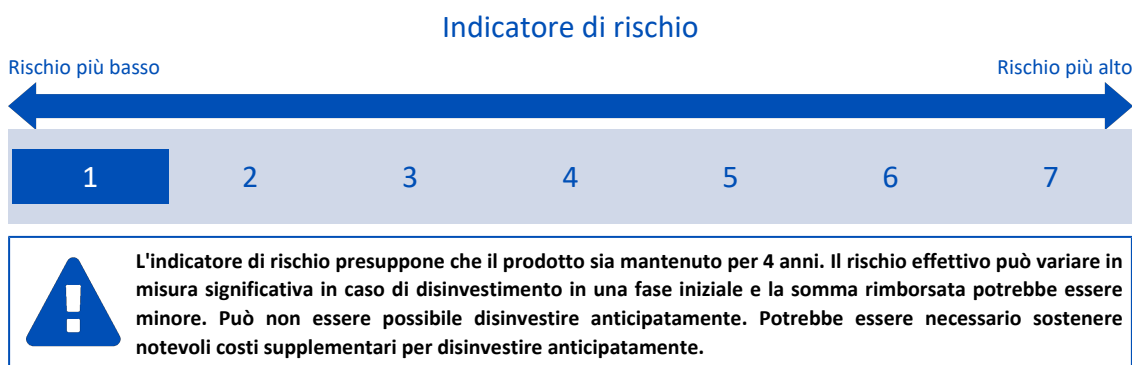 Indicatore di rischio
Rischio più basso Rischio più alto
1 2 3 4 5 6 7
L'indicatore di rischio presuppone che il prodotto sia mantenuto per 4 anni. Il rischio effettivo può variare in
misura significativa in caso di disinvestimento in una fase iniziale e la somma rimborsata potrebbe essere
minore. Può non essere possibile disinvestire anticipatamente. Potrebbe essere necessario sostenere
notevoli costi supplementari per disinvestire anticipatamente.